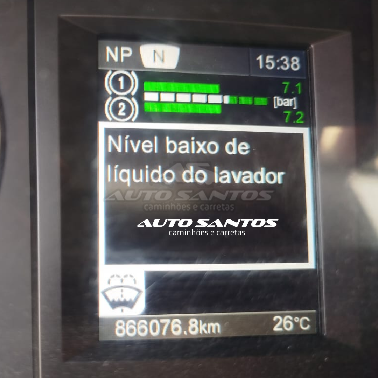 NP N 15:38
1 7.1
[bar]
2 7.2
Nível baixo de
líquido do lavador
AUTO SANTOS
caminhões e carretas
AUTO SANTOS
caminhões e carretas
866076.8km 26°C